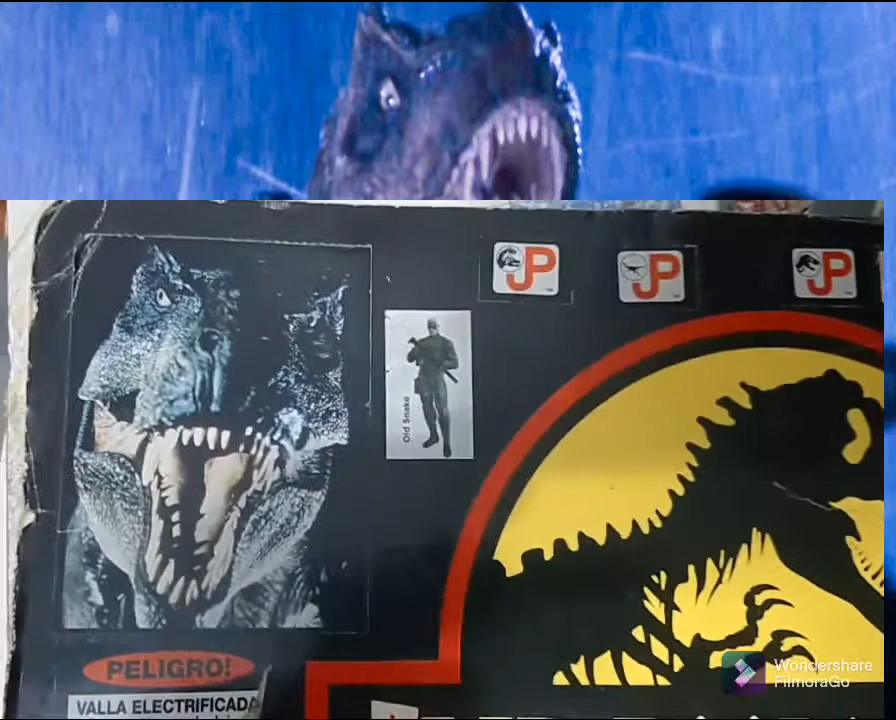 JP
JP
JP
Old Snake
PELIGRO!
VALLA ELECTRIFICADA
Wondershare
FilmoraGo